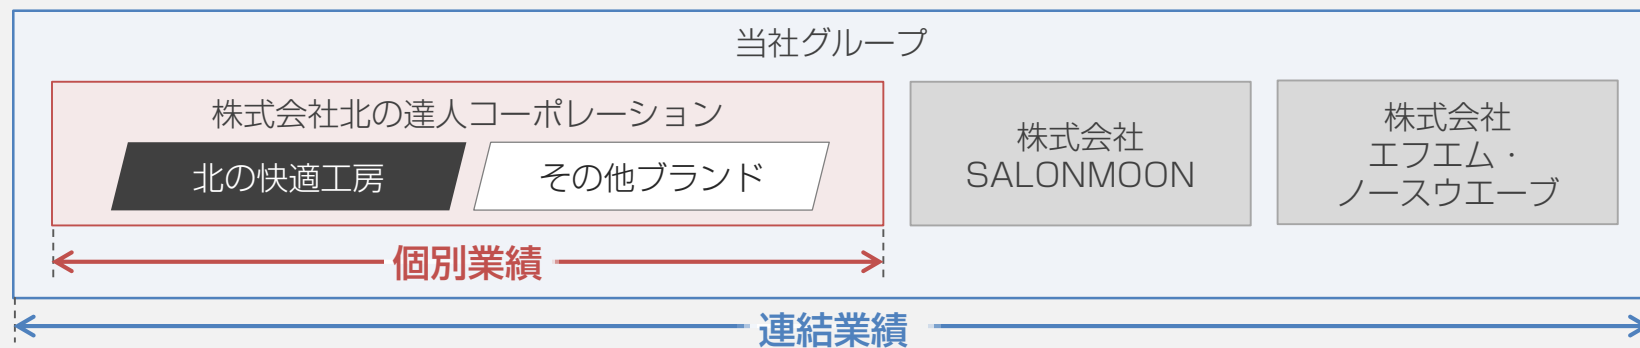 当社グループ
株式会社北の達人コーポレーション
北の快適工房
その他ブランド
株式会社
SALONMOON
株式会社
エフエム・
ノースウエーブ
個別業績
連結業績